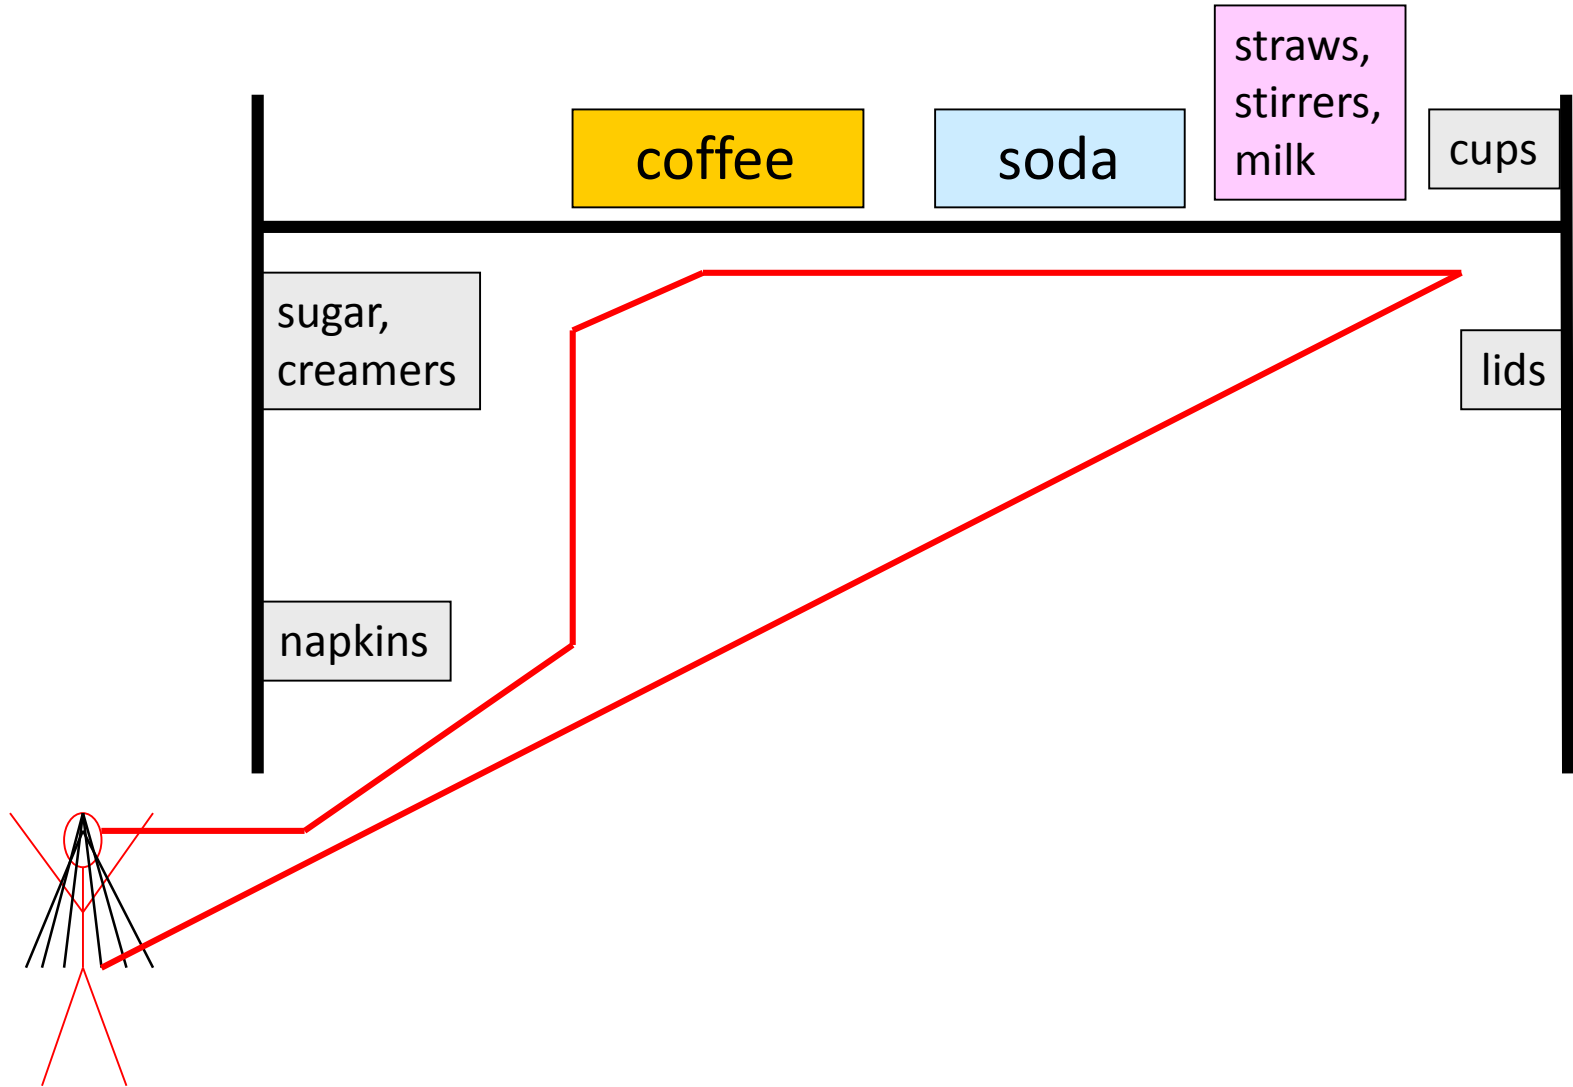 straws,
stirrers,
milk
coffee
soda
cups
sugar,
creamers
lids
napkins